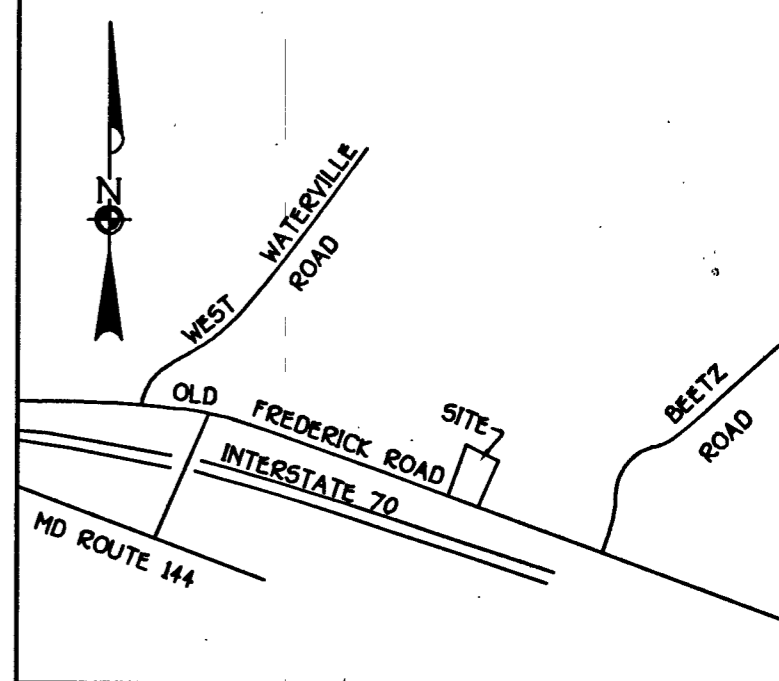 N
WEST WATERVILLE
ROAD
OLD FREDERICK ROAD
SITE
BEETZ
ROAD
INTERSTATE 70
MD ROUTE 144